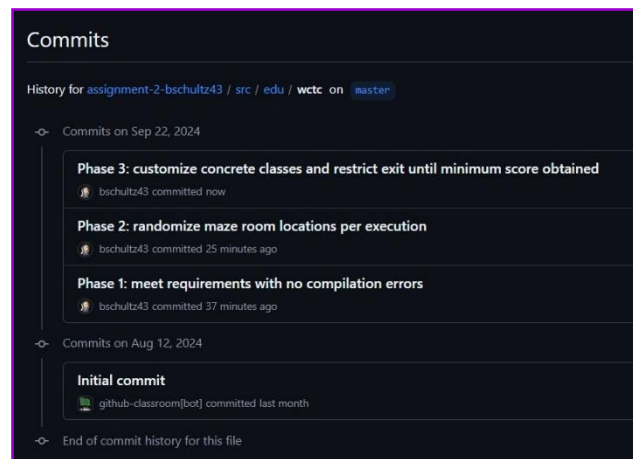 Commits
History for assignment-2-bschultz43 / src / edu / wctc on master
Commits on Sep 22, 2024
Phase 3: customize concrete classes and restrict exit until minimum score obtained
bschultz43 committed now
Phase 2: randomize maze room locations per execution
bschultz43 committed 25 minutes ago
Phase 1: meet requirements with no compilation errors
bschultz43 committed 37 minutes ago
Commits on Aug 12, 2024
Initial commit
github-classroom[bot] committed last month
End of commit history for this file